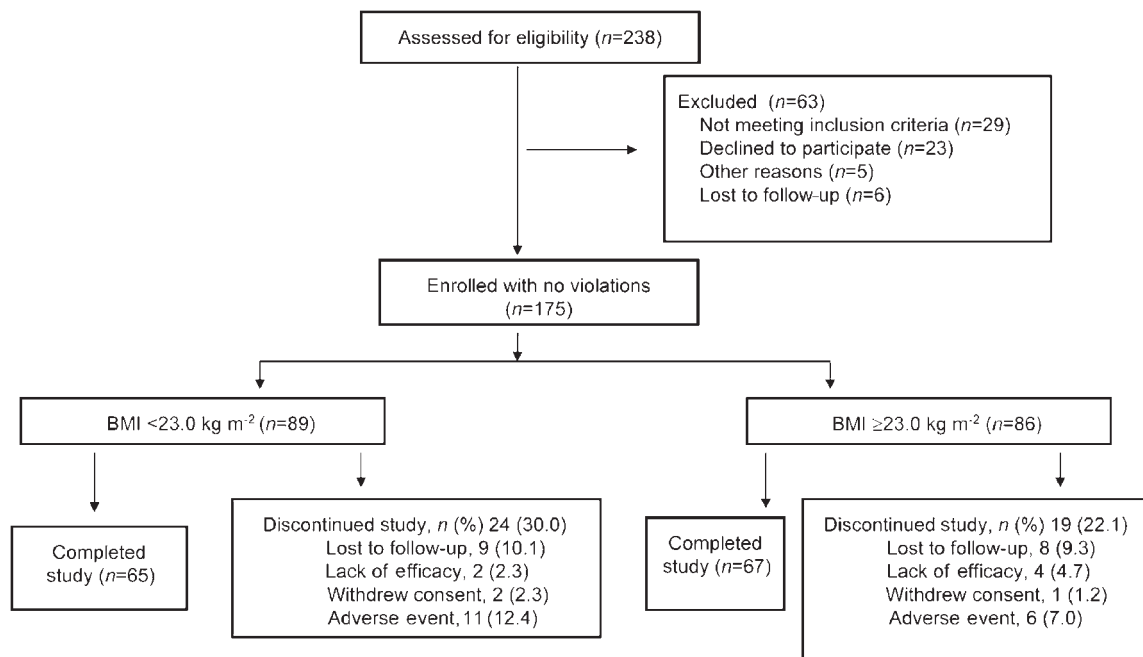 Assessed for eligibility (n=238)
Excluded (n=63)
Not meeting inclusion criteria (n=29)
Declined to participate (n=23)
Other reasons (n=5)
Lost to follow-up (n=6)
Enrolled with no violations
(n=175)
BMI <23.0 kg m⁻² (n=89)
BMI ≥23.0 kg m⁻² (n=86)
Completed
study (n=65)
Discontinued study, n (%) 24 (30.0)
Lost to follow-up, 9 (10.1)
Lack of efficacy, 2 (2.3)
Withdrew consent, 2 (2.3)
Adverse event, 11 (12.4)
Completed
study (n=67)
Discontinued study, n (%) 19 (22.1)
Lost to follow-up, 8 (9.3)
Lack of efficacy, 4 (4.7)
Withdrew consent, 1 (1.2)
Adverse event, 6 (7.0)